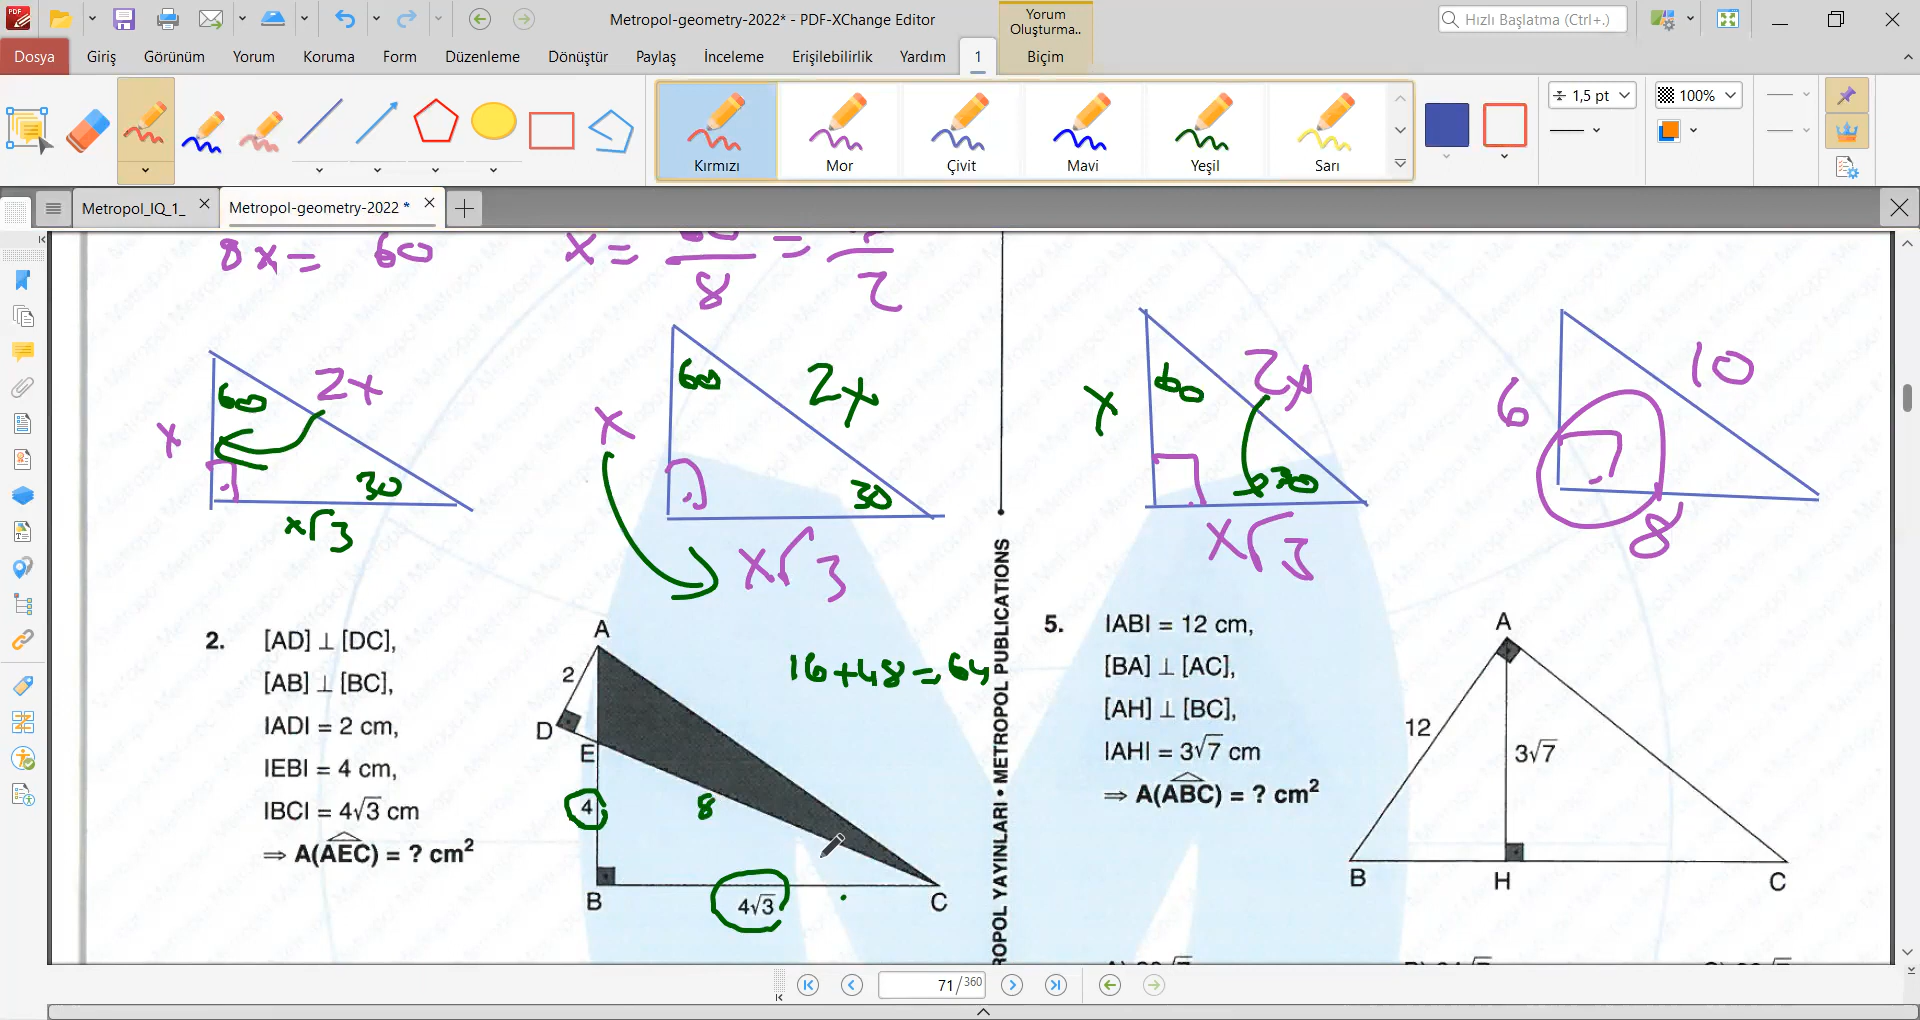 Metropol-geometry-2022* - PDF-XChange Editor
Yorum
Oluşturma..
Hızlı Başlatma (Ctrl+.)
Dosya
Giriş
Görünüm
Yorum
Koruma
Form
Düzenleme
Dönüştür
Paylaş
İnceleme
Erişilebilirlik
Yardım
1
Biçim
Kırmızı
Mor
Çivit
Mavi
Yeşil
Sarı
1,5 pt
100%
Metropol_IQ_1_
Metropol-geometry-2022 *
8x = 60
x = 60/8 =
2
60
2x
x
30
x√3
60
2x
x
30
x√3
60
2x
x
30
x√3
6
10
8
2.
[AD] ⊥ [DC],
[AB] ⊥ [BC],
IADI = 2 cm,
IEBI = 4 cm,
IBCI = 4√3 cm
⇒ A(AEC) = ? cm²
A
2
D
E
4
8
B
4√3
C
16+48=64
ROPOL YAYINLARI • METROPOL PUBLICATIONS
5.
IABI = 12 cm,
[BA] ⊥ [AC],
[AH] ⊥ [BC],
IAHI = 3√7 cm
⇒ A(ABC) = ? cm²
A
12
3√7
B
H
C
71 / 360